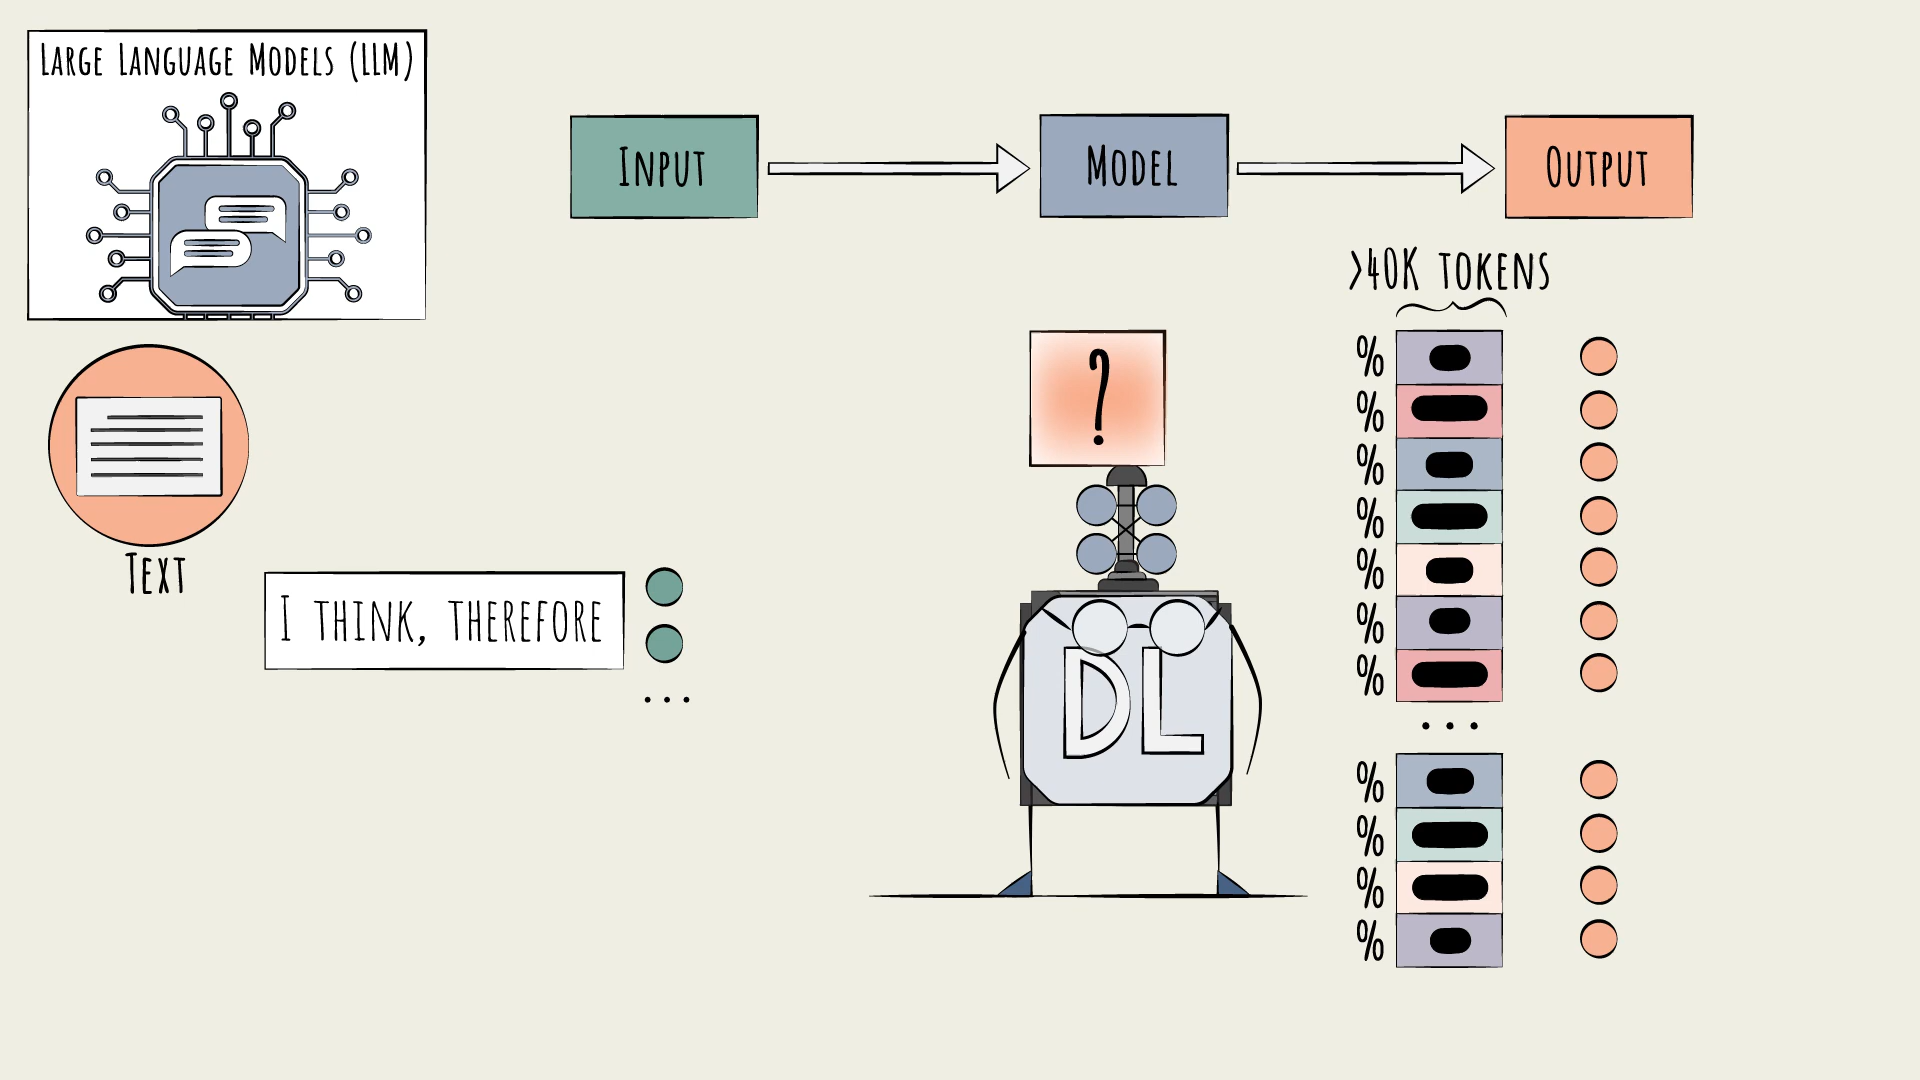 Large Language Models (LLM)
Input
Model
Output
>40K tokens
?
%
%
%
%
%
%
%
...
%
%
%
%
Text
I think, therefore
...
DL